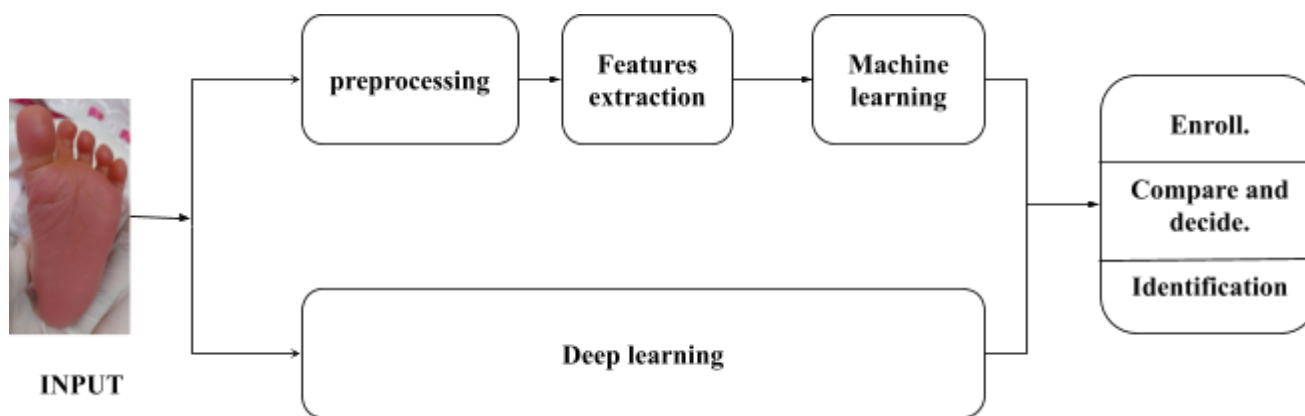 preprocessing
Features
extraction
Machine
learning
Enroll.
Compare and
decide.
Identification
Deep learning
INPUT